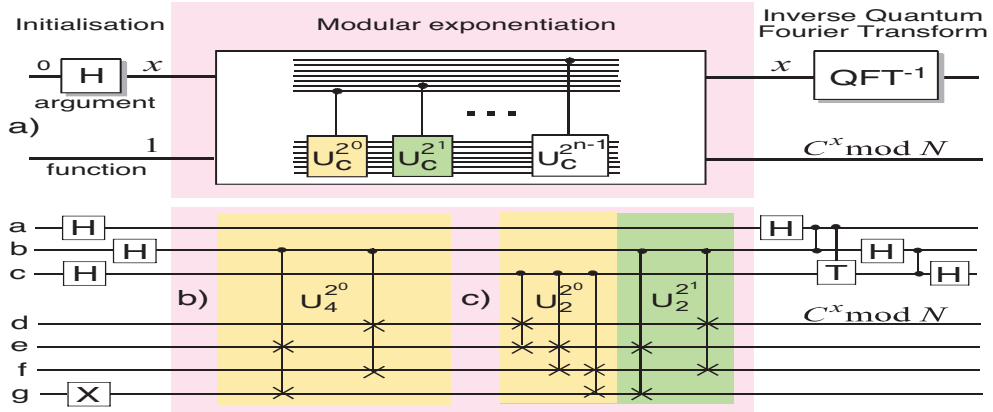 Initialisation
Modular exponentiation
Inverse Quantum
Fourier Transform
0 H x
x QFT⁻¹
argument
a)
...
U_C^{2^0} U_C^{2^1} U_C^{2^{n-1}}
1
function
C^x mod N
a H H
b H H
c H T H
b) U_4^{2^0} c) U_2^{2^0} U_2^{2^1}
d C^x mod N
e
f
g X